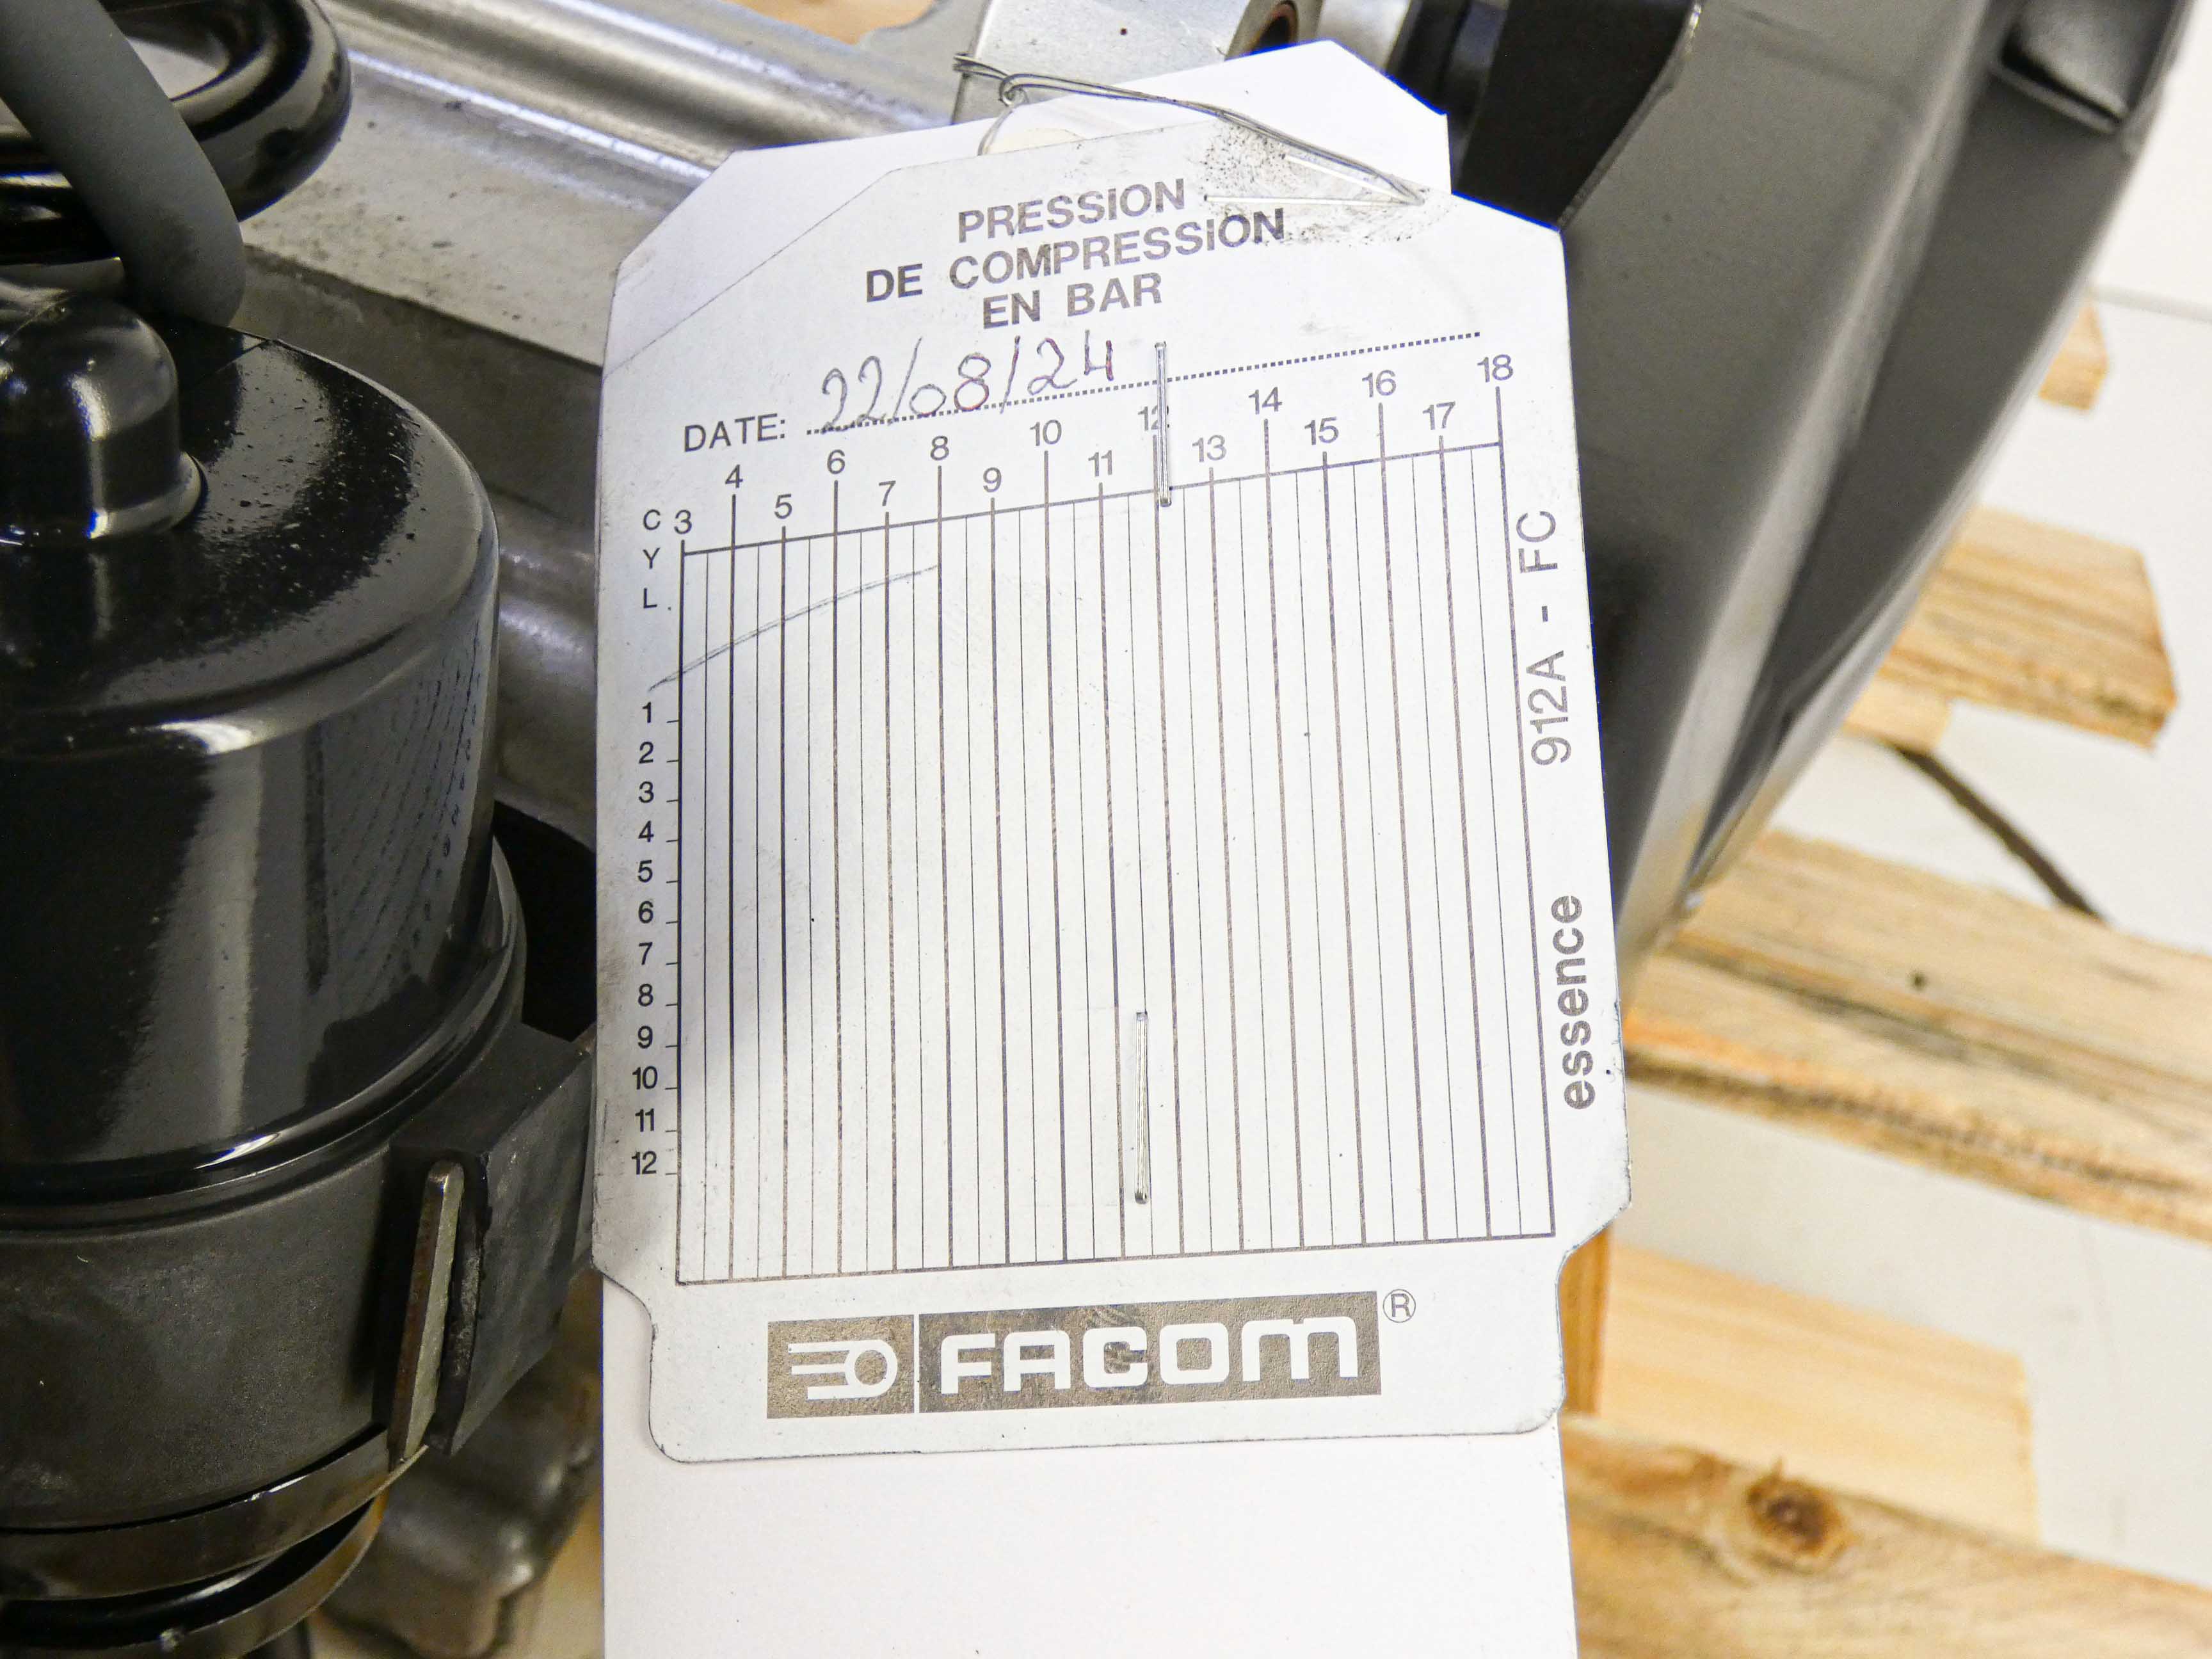 PRESSION
DE COMPRESSION
EN BAR
DATE: 22/08/24
4 6 8 10 12 14 16 18
3 5 7 9 11 13 15 17
C
Y
L.
1
2
3
4
5
6
7
8
9
10
11
12
912A - FC
essence
FACOM ®